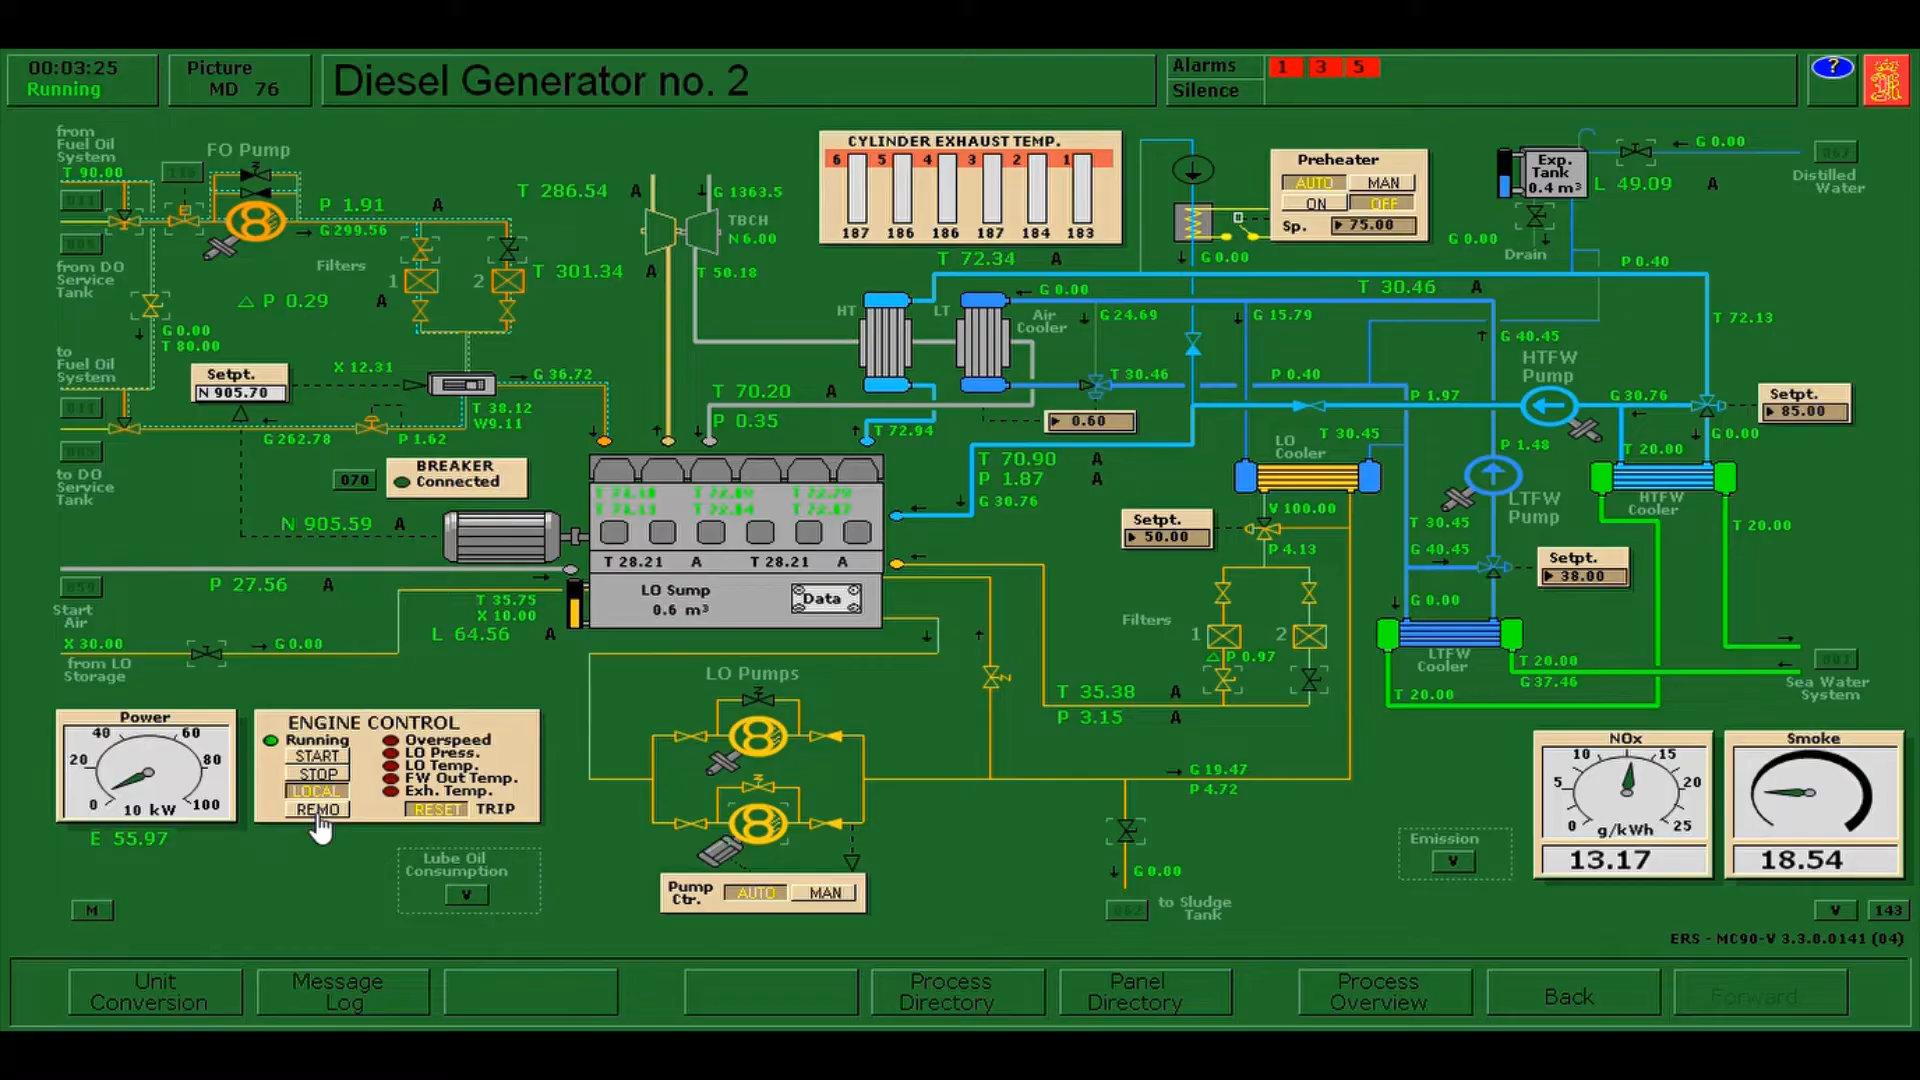 00:03:25
Running
Picture
MD 76
Diesel Generator no. 2
Alarms
Silence
1 3 5
?
from
Fuel Oil
System
T 90.00
FO Pump
P 1.91 A
G 299.56
from DO
Service
Tank
Filters
1
2
△ P 0.29 A
G 0.00
T 80.00
to
Fuel Oil
System
Setpt.
N 905.70
X 12.31
G 36.72
T 38.12
W9.11
G 262.78
P 1.62
to DO
Service
Tank
070
BREAKER
Connected
N 905.59 A
T 286.54 A
T 301.34 A
G 1363.5
TBCH
N 6.00
T 50.18
CYLINDER EXHAUST TEMP.
6 5 4 3 2 1
187 186 186 187 184 183
T 72.34 A
Preheater
AUTO MAN
ON OFF
Sp. 75.00
G 0.00
Exp.
Tank
0.4 m³
L 49.09 A
G 0.00
Distilled
Water
G 0.00
Drain
P 0.40
T 30.46 A
HT
LT
Air
Cooler
G 0.00
G 24.69
G 15.79
G 40.45
T 72.13
HTFW
Pump
T 70.20 A
P 0.35
T 72.94
0.60
T 30.46
P 0.40
P 1.97
G 30.76
Setpt.
85.00
G 0.00
T 70.90 A
P 1.87 A
G 30.76
LO
Cooler
T 30.45
P 1.48
T 20.00
LTFW
Pump
HTFW
Cooler
T 20.00
V 100.00
Setpt.
50.00
P 4.13
T 30.45
G 40.45
Setpt.
38.00
G 0.00
T 28.21 A T 28.21 A
LO Sump
0.6 m³
Data
P 27.56 A
Start
Air
T 35.75
X 10.00
L 64.56 A
X 30.00
G 0.00
from LO
Storage
Filters
1
2
△ P 0.97
LTFW
Cooler
T 20.00
G 37.46
T 20.00
Sea Water
System
LO Pumps
T 35.38 A
P 3.15 A
G 19.47
P 4.72
Power
0 20 40 60 80 100
10 kW
E 55.97
ENGINE CONTROL
Running
START
STOP
LOCAL
REMO
Overspeed
LO Press.
LO Temp.
FW Out Temp.
Exh. Temp.
RESET TRIP
Lube Oil
Consumption
V
M
Pump
Ctr.
AUTO MAN
G 0.00
to Sludge
Tank
Emission
V
NOx
0 5 10 15 20 25
g/kWh
13.17
Smoke
18.54
V
143
ERS - MC90-V 3.3.0.0141 (04)
Unit
Conversion
Message
Log
Process
Directory
Panel
Directory
Process
Overview
Back
Forward